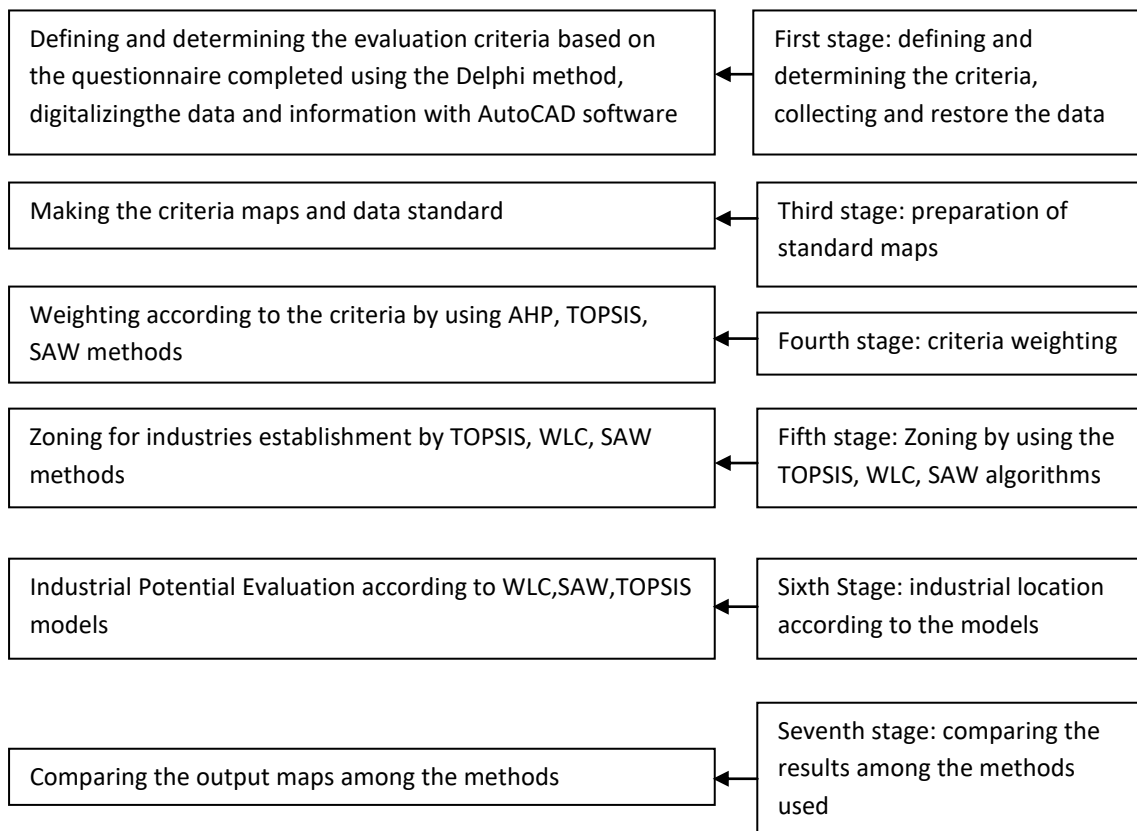 Defining and determining the evaluation criteria based on
the questionnaire completed using the Delphi method,
digitalizingthe data and information with AutoCAD software
First stage: defining and
determining the criteria,
collecting and restore the data
Making the criteria maps and data standard
Third stage: preparation of
standard maps
Weighting according to the criteria by using AHP, TOPSIS,
SAW methods
Fourth stage: criteria weighting
Zoning for industries establishment by TOPSIS, WLC, SAW
methods
Fifth stage: Zoning by using the
TOPSIS, WLC, SAW algorithms
Industrial Potential Evaluation according to WLC,SAW,TOPSIS
models
Sixth Stage: industrial location
according to the models
Comparing the output maps among the methods
Seventh stage: comparing the
results among the methods
used